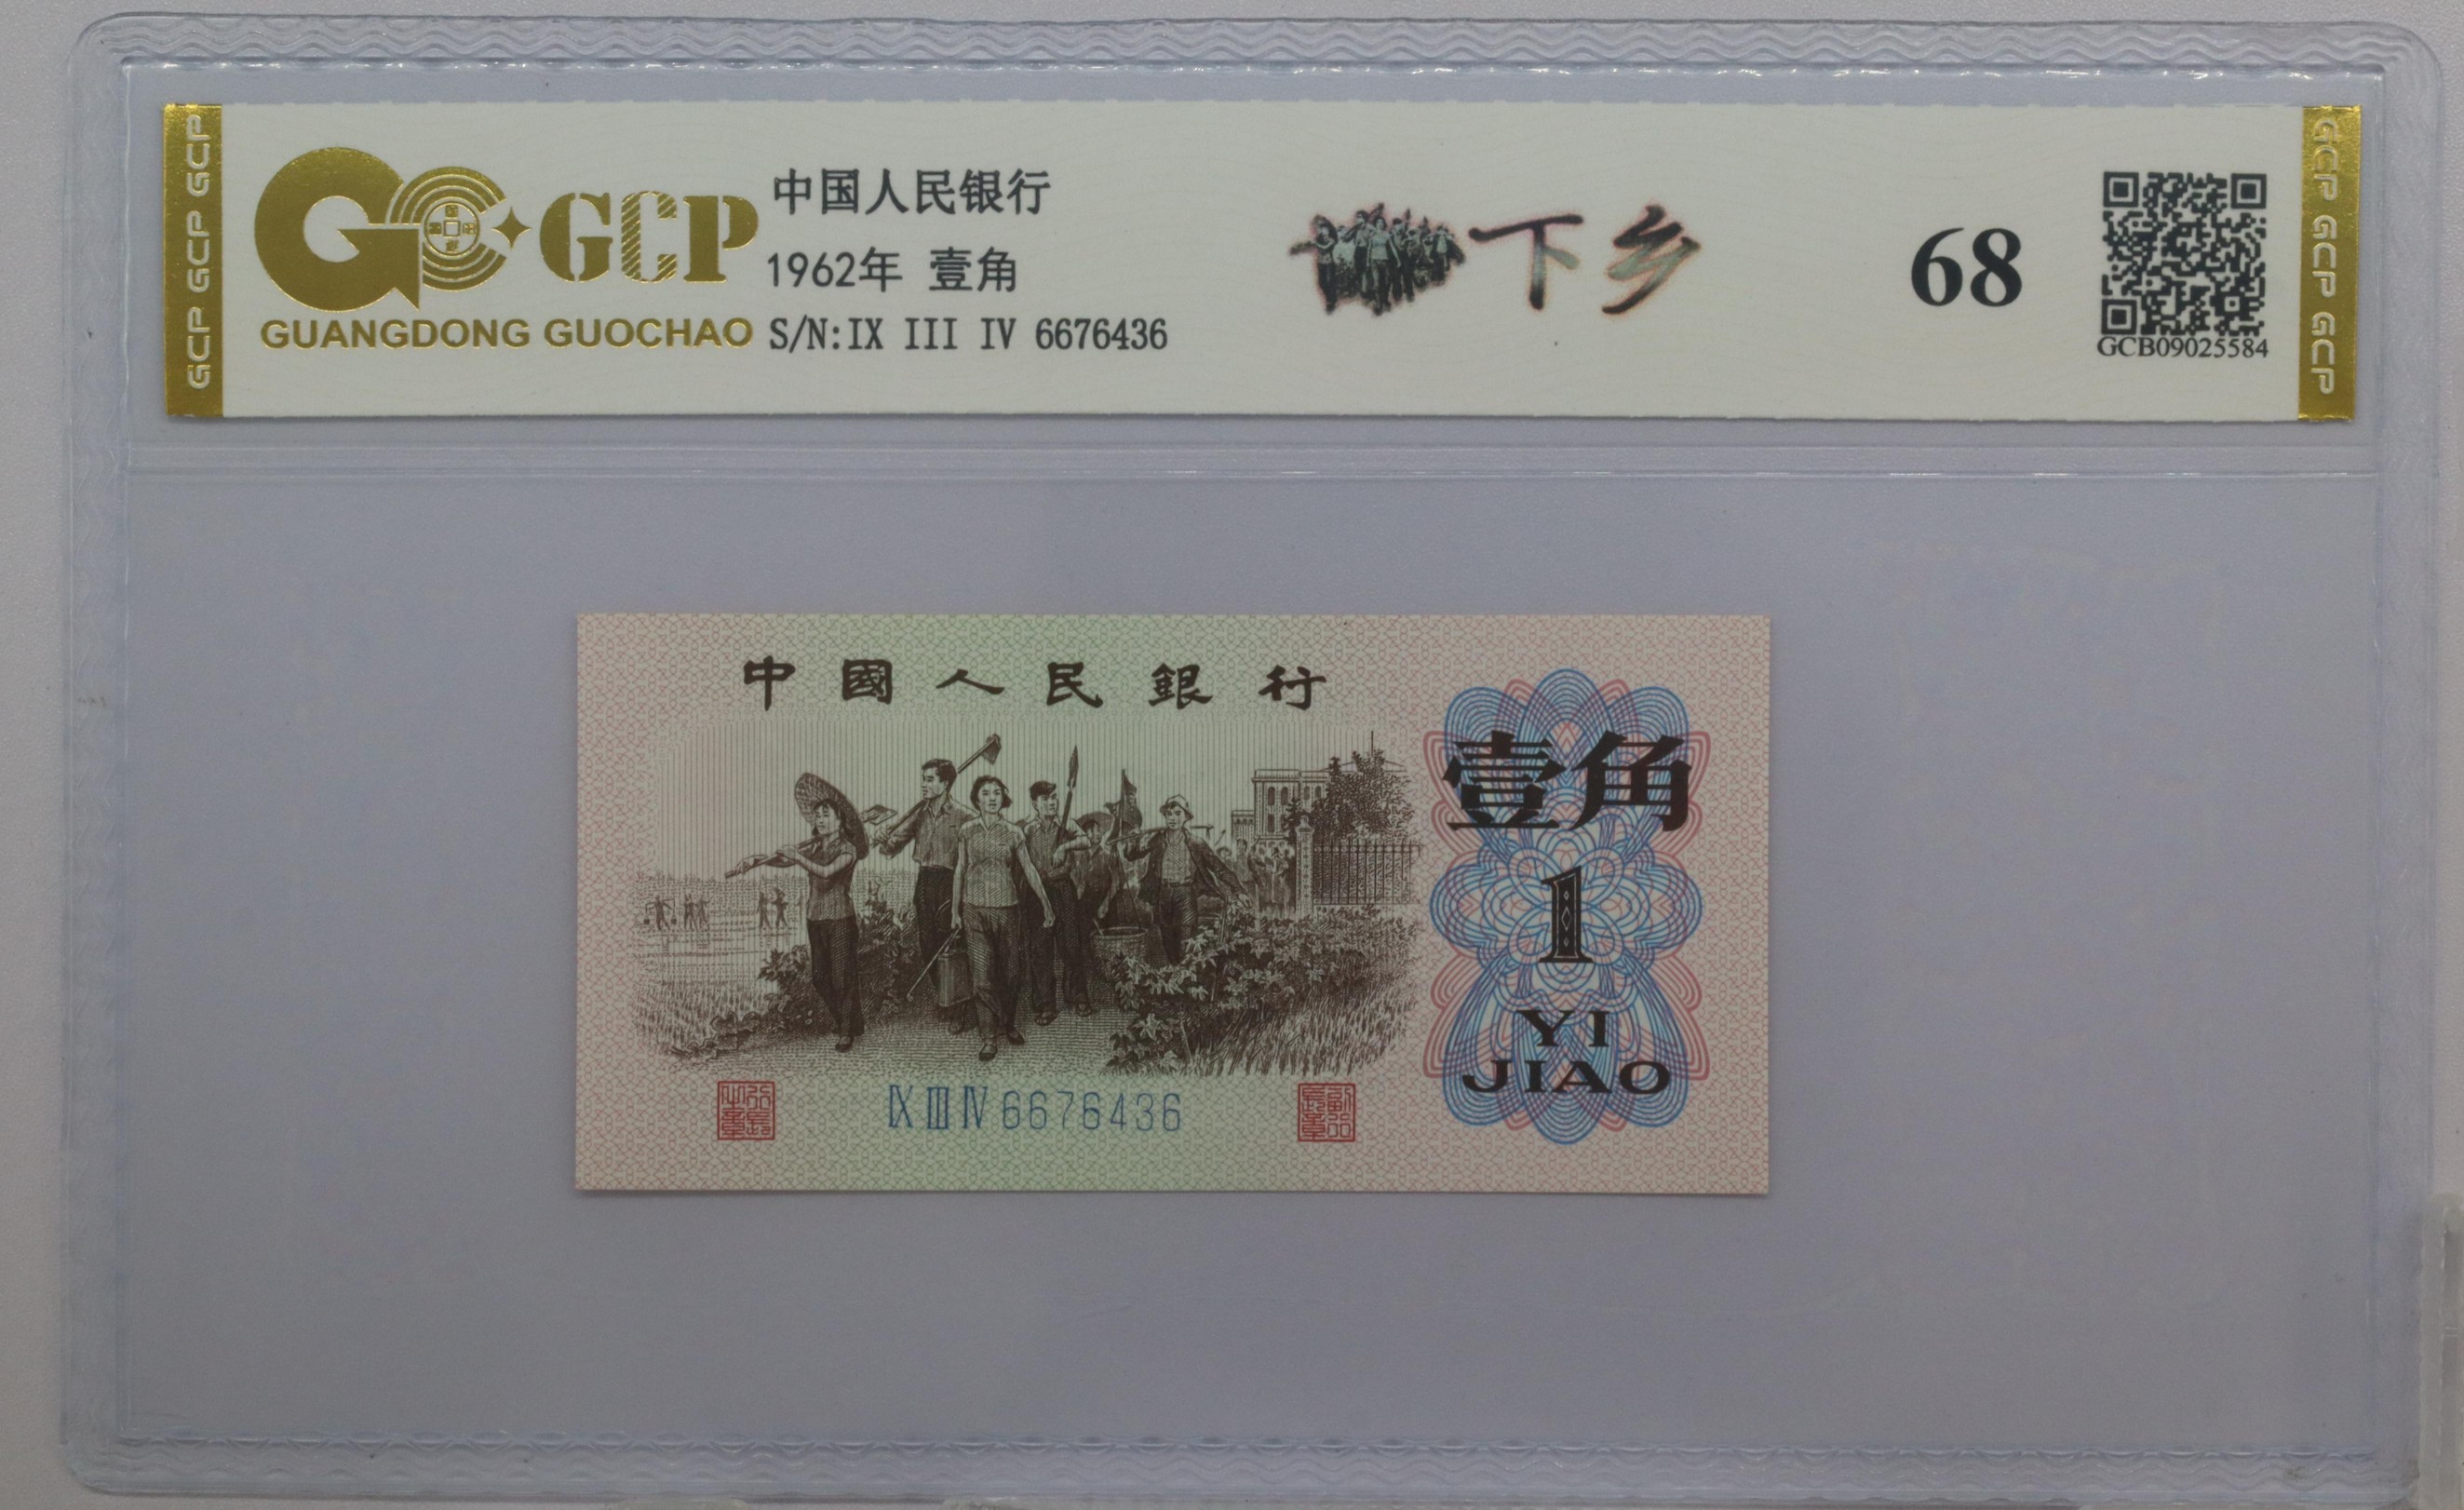 GCP GCP GCP
GCP
GUANGDONG GUOCHAO
中国人民银行
1962年 壹角
S/N:IX III IV 6676436
下乡
68
GCB09025584
GCP GCP GCP
中國人民銀行
壹角
1
YI
JIAO
IX III IV 6676436